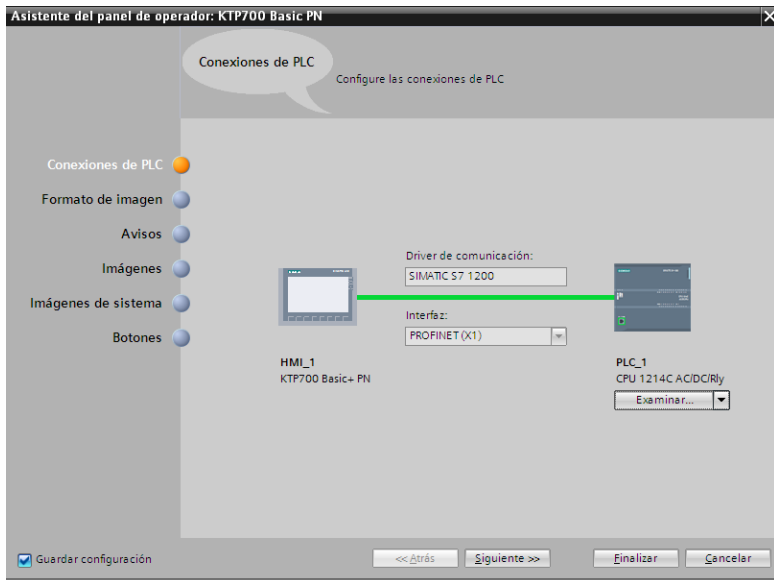 Asistente del panel de operador: KTP700 Basic PN
Conexiones de PLC
Configure las conexiones de PLC
Conexiones de PLC
Formato de imagen
Avisos
Imágenes
Imágenes de sistema
Botones
Driver de comunicación:
SIMATIC S7 1200
Interfaz:
PROFINET (X1)
HMI_1
KTP700 Basic+ PN
PLC_1
CPU 1214C AC/DC/Rly
Examinar...
Guardar configuración
<< Atrás
Siguiente >>
Finalizar
Cancelar